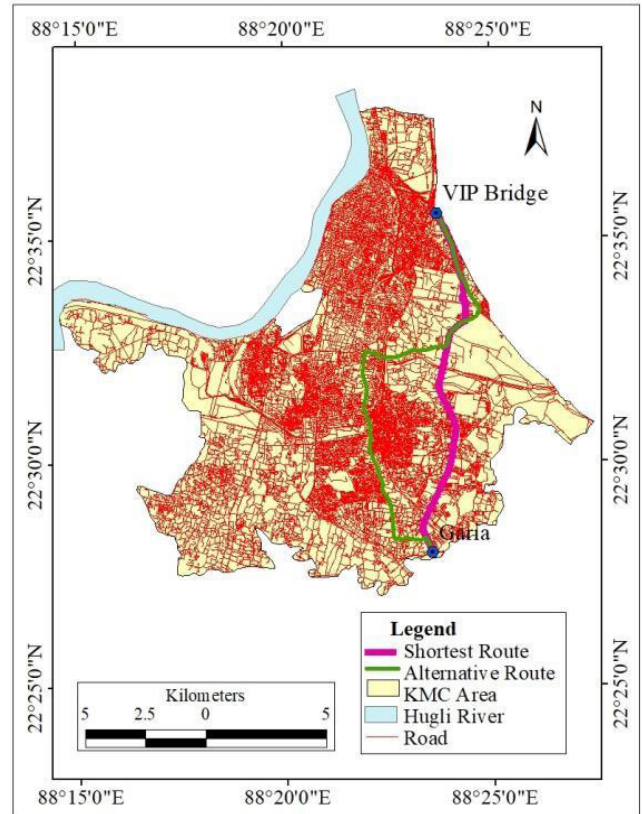 88°15'0"E 88°20'0"E 88°25'0"E
N
VIP Bridge
22°35'0"N 22°35'0"N
22°30'0"N 22°30'0"N
Garia
Legend
Shortest Route
Alternative Route
KMC Area
Hugli River
Road
22°25'0"N 22°25'0"N
Kilometers
5 2.5 0 5
88°15'0"E 88°20'0"E 88°25'0"E